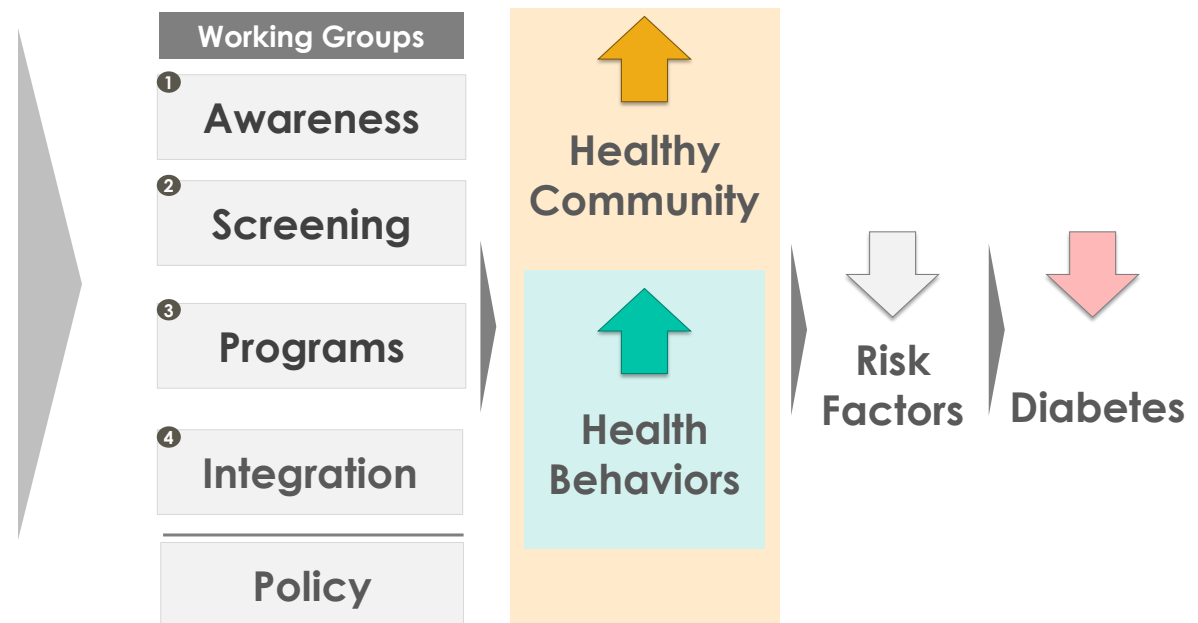 Working Groups
1
Awareness
2
Screening
3
Programs
4
Integration
Policy
Healthy
Community
Health
Behaviors
Risk
Factors
Diabetes